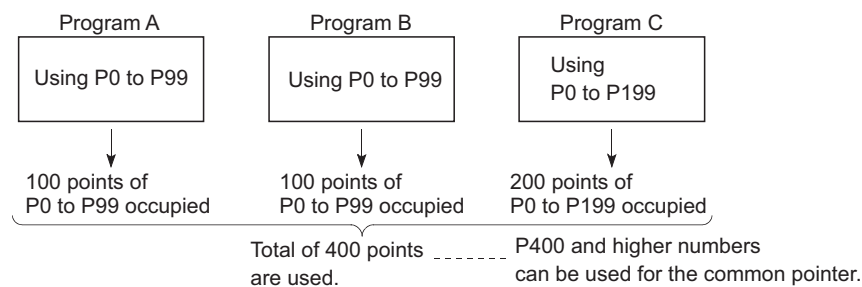 Program A
Program B
Program C
Using P0 to P99
Using P0 to P99
Using
P0 to P199
100 points of
P0 to P99 occupied
100 points of
P0 to P99 occupied
200 points of
P0 to P199 occupied
Total of 400 points
are used.
P400 and higher numbers
can be used for the common pointer.